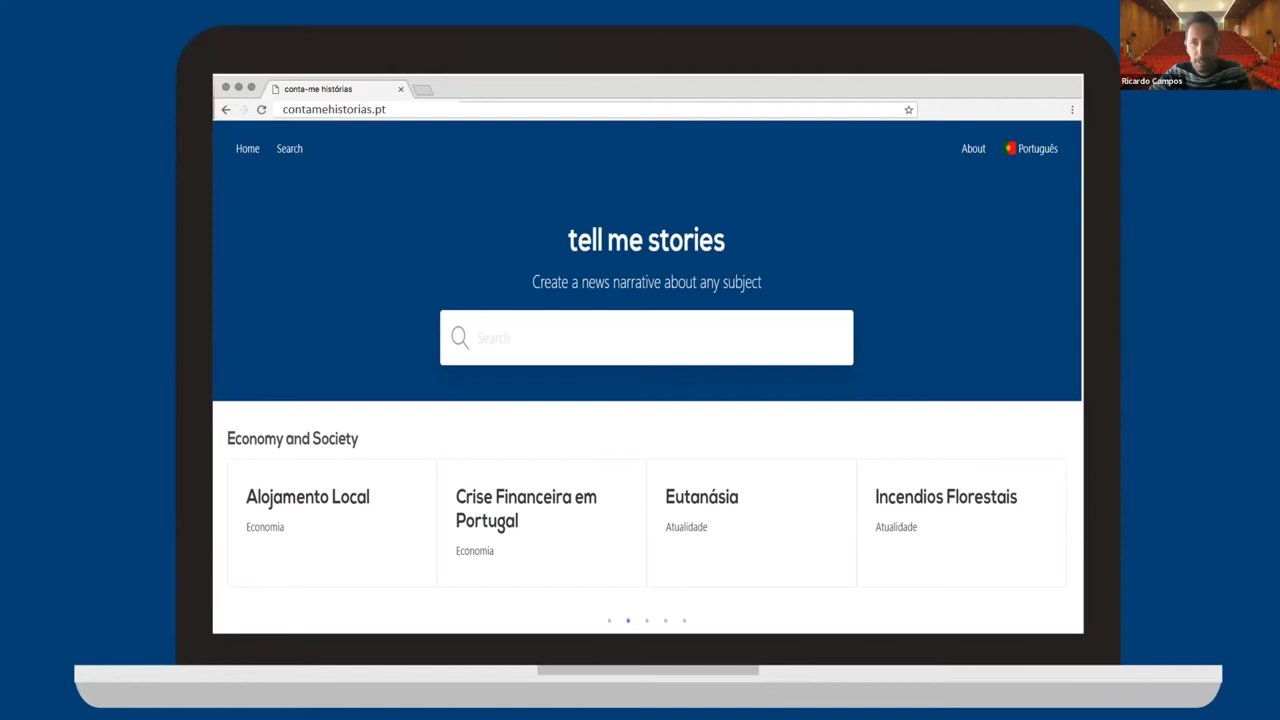 Ricardo Campos
conta-me histórias
contamehistorias.pt
Home Search About Português
tell me stories
Create a news narrative about any subject
Search
Economy and Society
Alojamento Local
Economia
Crise Financeira em
Portugal
Economia
Eutanásia
Atualidade
Incendios Florestais
Atualidade